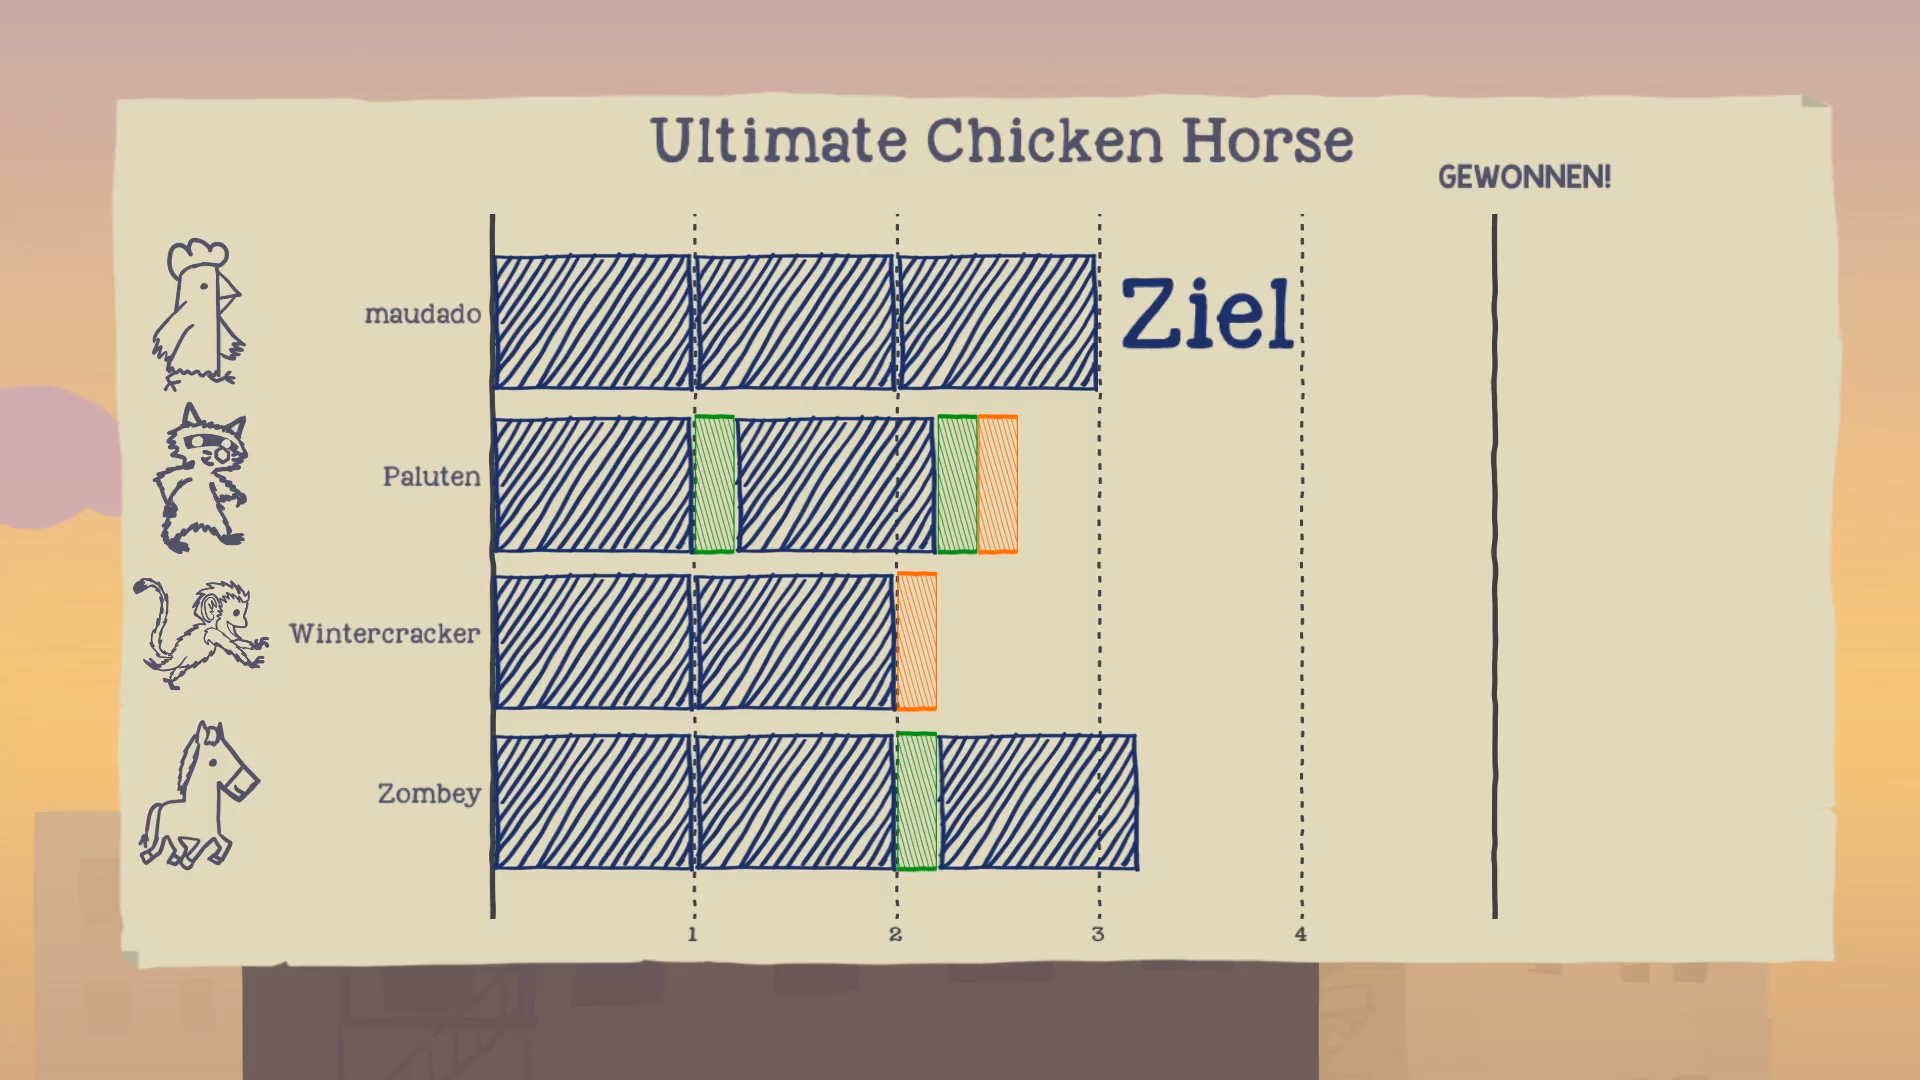 Ultimate Chicken Horse
GEWONNEN!
maudado
Ziel
Paluten
Wintercracker
Zombey
1 2 3 4